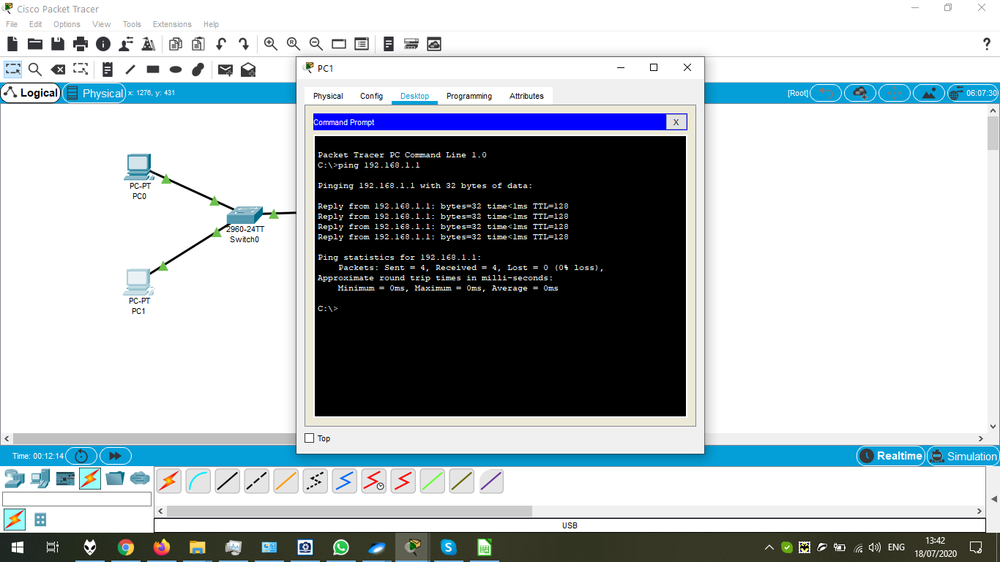 Cisco Packet Tracer
File Edit Options View Tools Extensions Help
Logical
Physical
x: 1276, y: 431
[Root]
06:07:30
PC-PT
PC0
2960-24TT
Switch0
PC-PT
PC1
PC1
Physical Config Desktop Programming Attributes
Command Prompt
X
Packet Tracer PC Command Line 1.0
C:\>ping 192.168.1.1
Pinging 192.168.1.1 with 32 bytes of data:
Reply from 192.168.1.1: bytes=32 time<1ms TTL=128
Reply from 192.168.1.1: bytes=32 time<1ms TTL=128
Reply from 192.168.1.1: bytes=32 time<1ms TTL=128
Reply from 192.168.1.1: bytes=32 time<1ms TTL=128
Ping statistics for 192.168.1.1:
Packets: Sent = 4, Received = 4, Lost = 0 (0% loss),
Approximate round trip times in milli-seconds:
Minimum = 0ms, Maximum = 0ms, Average = 0ms
C:\>
Top
Time: 00:12:14
Realtime
Simulation
USB
ENG
13:42
18/07/2020